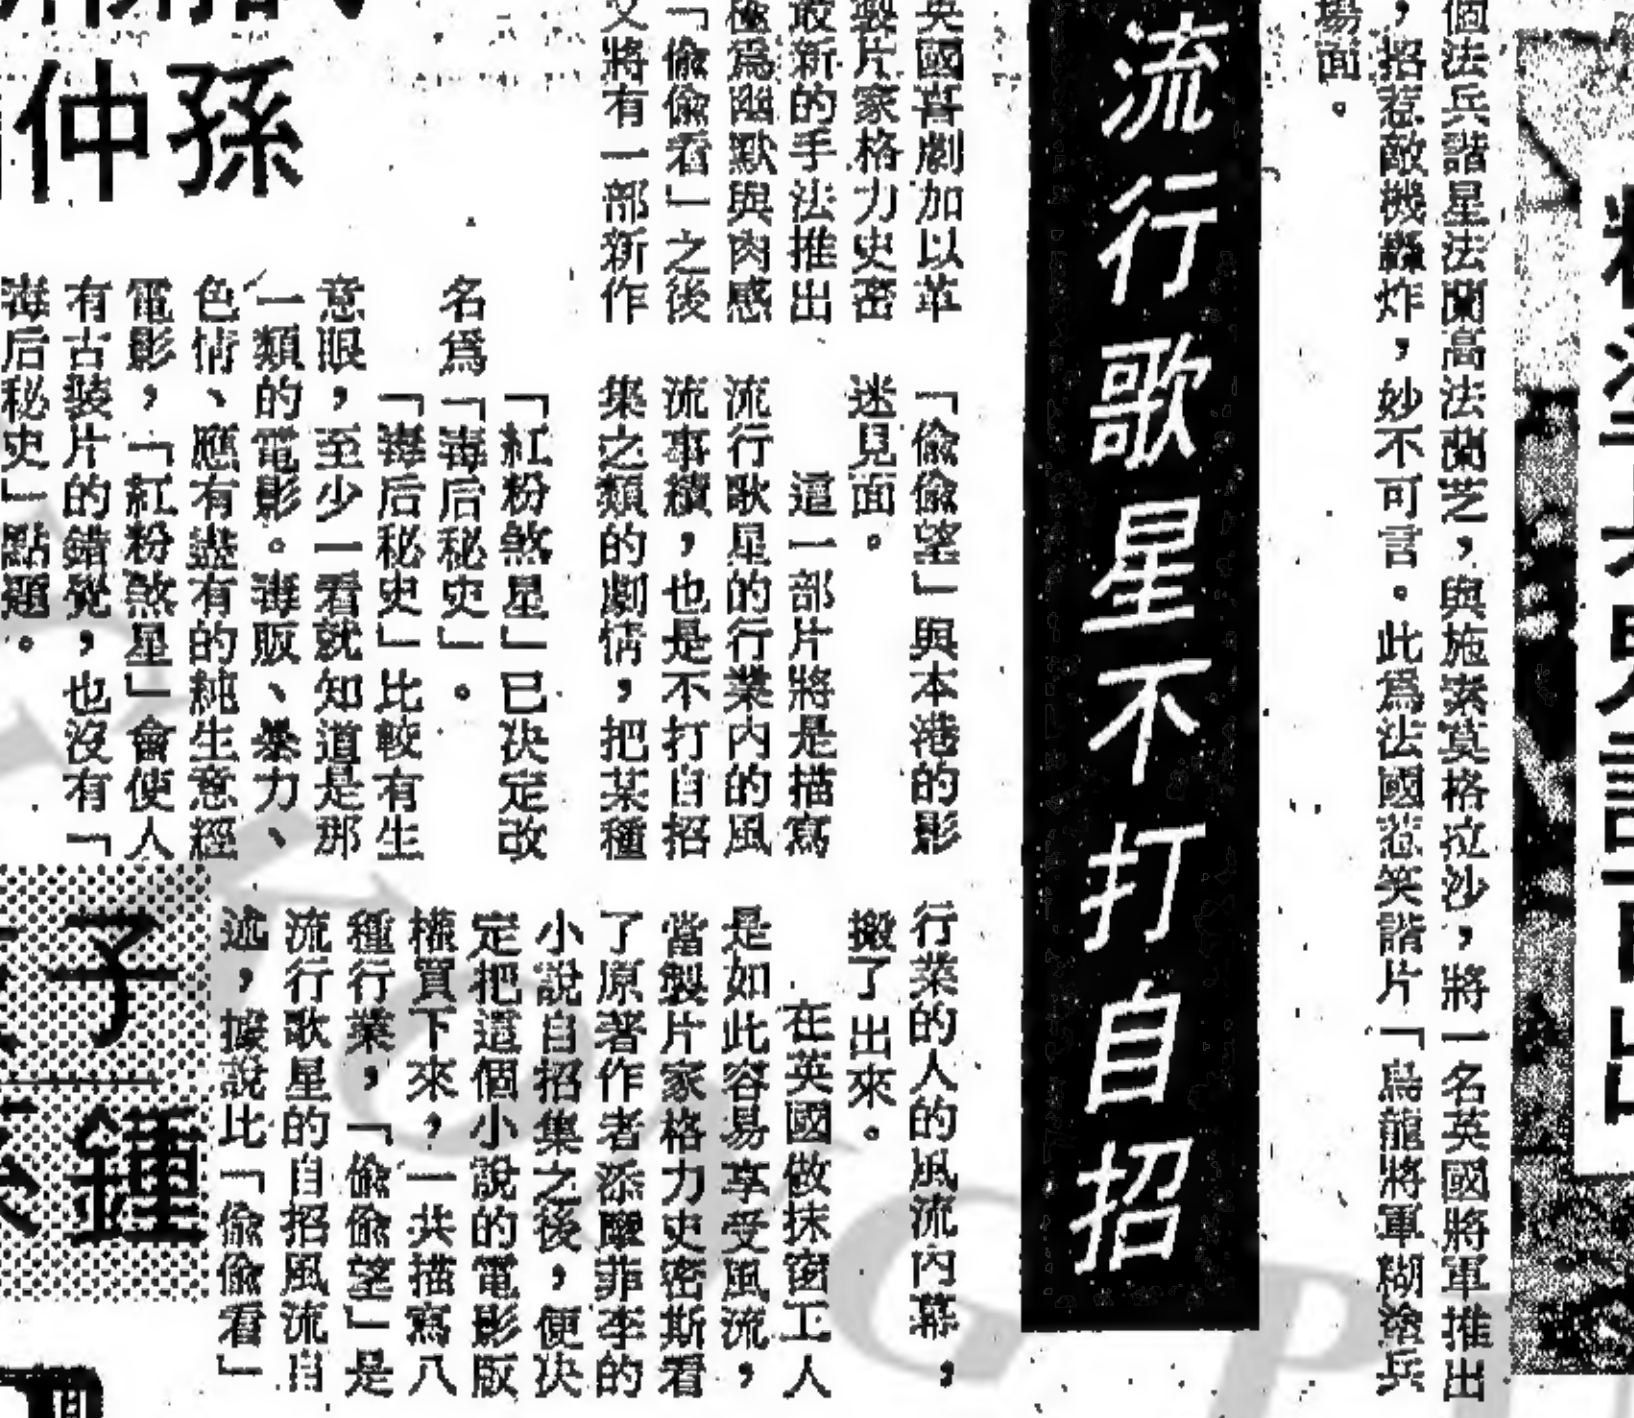 個法兵諧星法蘭高法蘭芝，與施素莫格拉沙，將一名英國將軍推出
，招惹敵機轟炸，妙不可言。此爲法國惹笑諧片「烏龍將軍糊塗兵
場面。
流行歌星不打自招
英國喜劇加以革
製片家格力史密
最新的手法推出
極爲幽默與肉感
「偷偷看」之後
又將有一部新作
「偷偷望」與本港的影
迷見面。
這一部片將是描寫
流行歌星的行業內的風
流事蹟，也是不打自招
集之類的劇情，把某種
行業的人的風流內幕，
搬了出來。
在英國做抹窗工人
是如此容易享受風流，
當製片家格力史密斯看
了原著作者添㬹菲李的
小說自招集之後，便決
定把這個小說的電影版
權買下來，一共描寫八
種行業，「偷偷望」是
流行歌星的自招風流自
述，據說比「偷偷看」
仲孫
「紅粉煞星」已決定改
名爲「毒后秘史」。
「毒后秘史」比較有生
意眼，至少一看就知道是那
一類的電影。毒販、暴力、
色情、應有盡有的純生意經
電影，「紅粉煞星」會使人
有古裝片的錯覺，也沒有「
毒后秘史」點題。
子
鍾